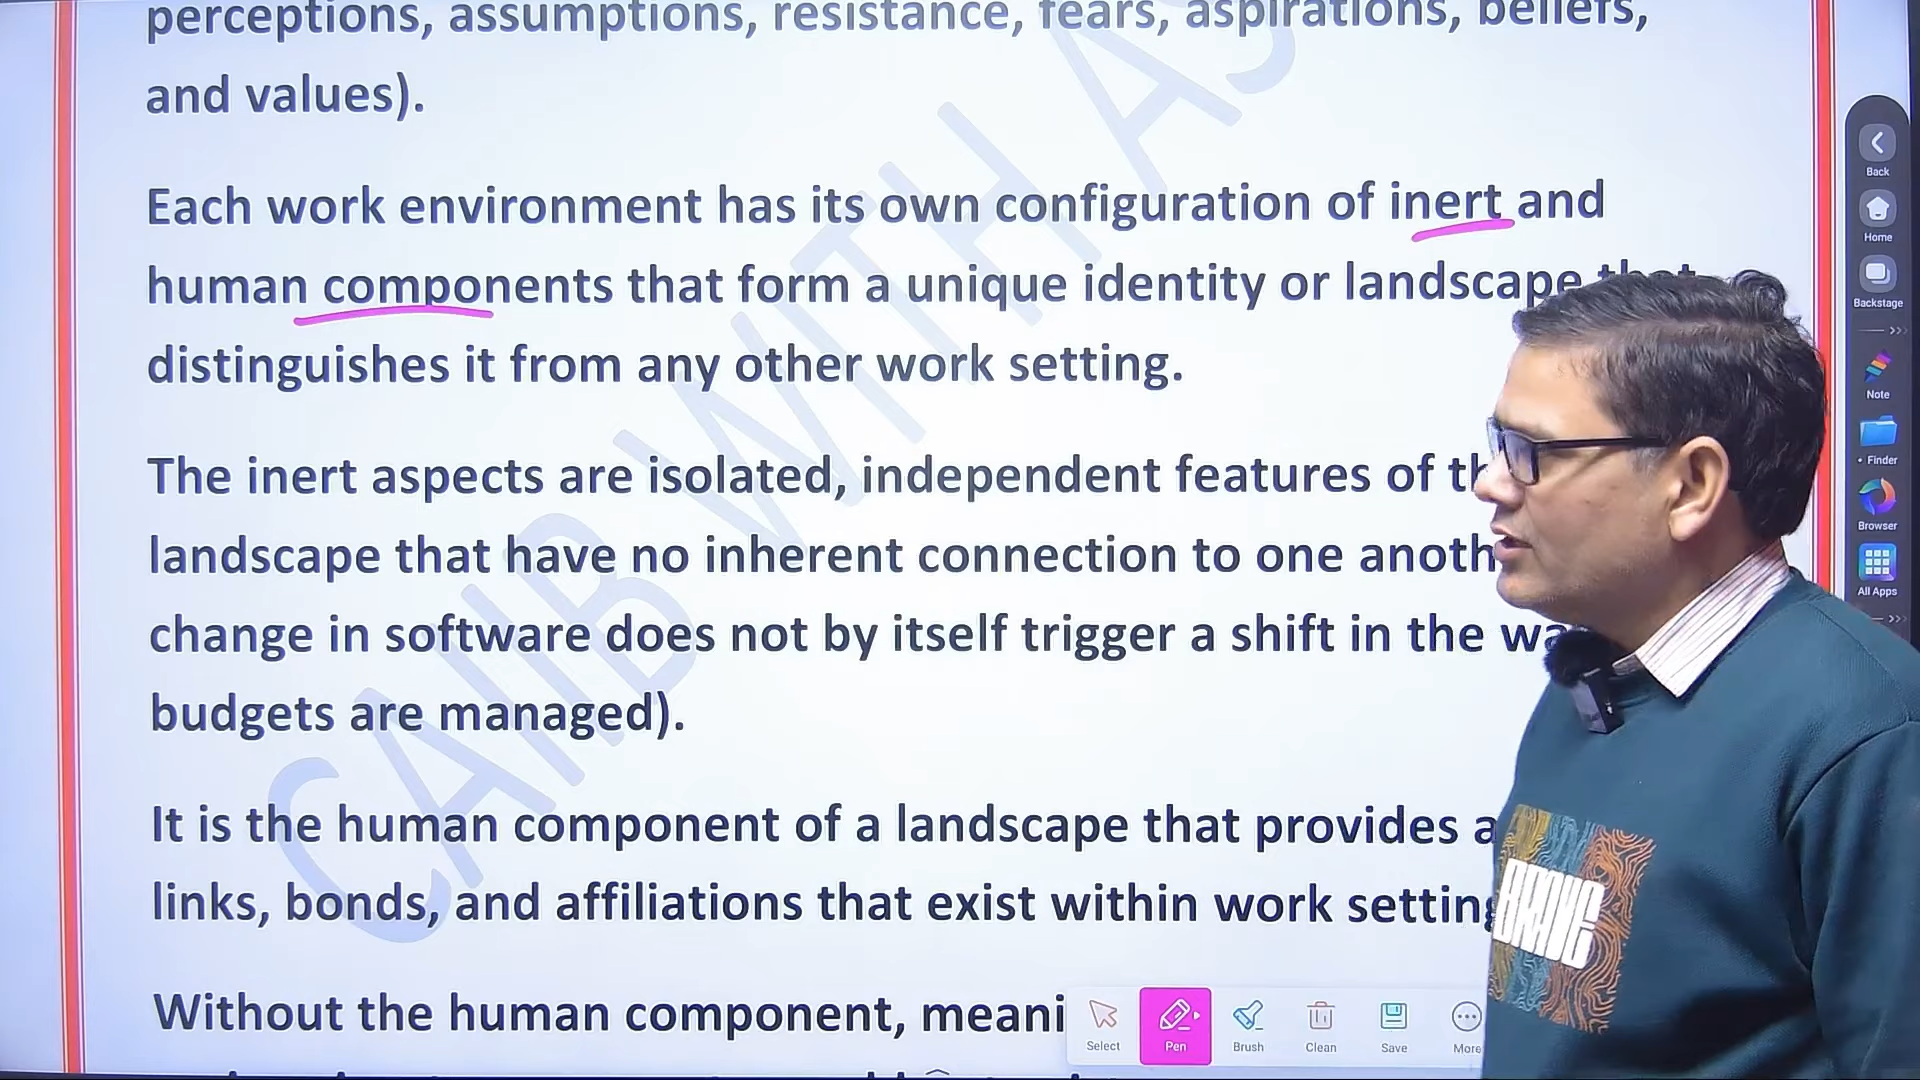 perceptions, assumptions, resistance, fears, aspirations, beliefs,
and values).
Each work environment has its own configuration of inert and
human components that form a unique identity or landscape that
distinguishes it from any other work setting.
The inert aspects are isolated, independent features of
landscape that have no inherent connection to one
change in software does not by itself trigger a shift in the
budgets are managed).
It is the human component of a landscape that provides
links, bonds, and affiliations that exist within work
Without the human component,
CAIIB WITH AS
Back
Home
Backstage
Note
Finder
Browser
All Apps
Select
Pen
Brush
Clean
Save
More